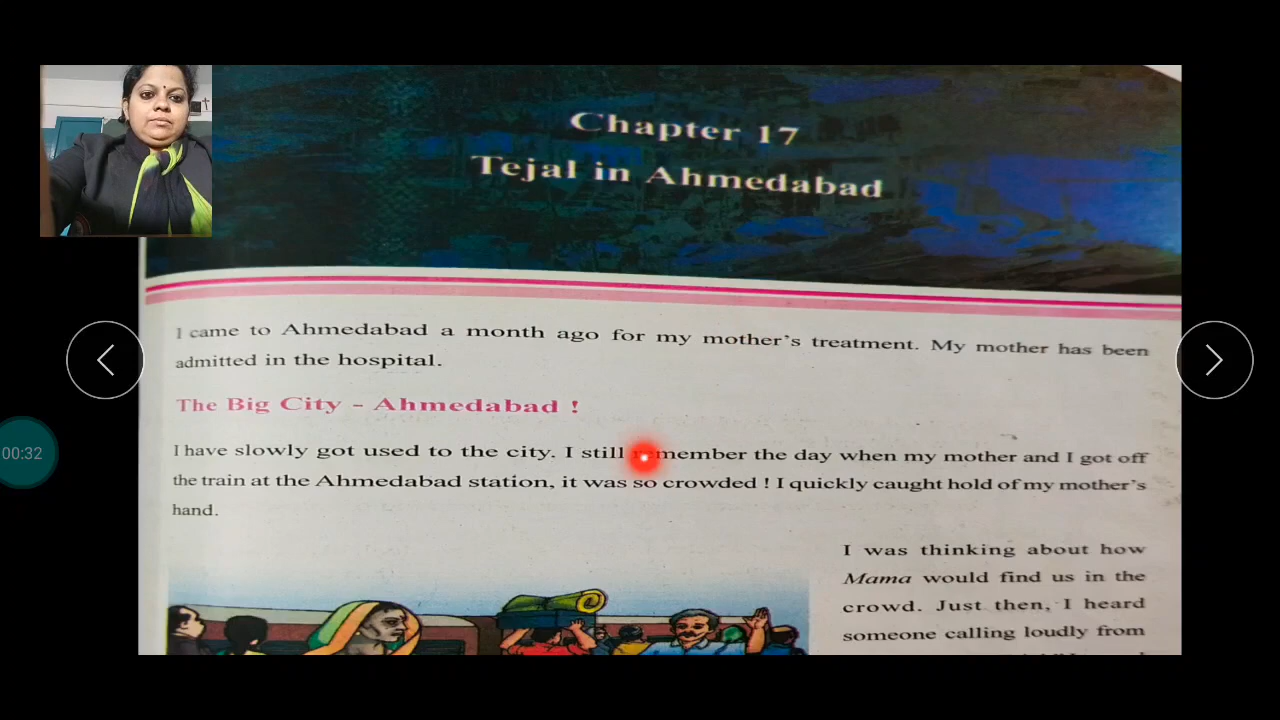 Chapter 17
Tejal in Ahmedabad
I came to Ahmedabad a month ago for my mother's treatment. My mother has been
admitted in the hospital.
The Big City - Ahmedabad !
I have slowly got used to the city. I still remember the day when my mother and I got off
the train at the Ahmedabad station, it was so crowded ! I quickly caught hold of my mother's
hand.
I was thinking about how
Mama would find us in the
crowd. Just then, I heard
someone calling loudly from
00:32